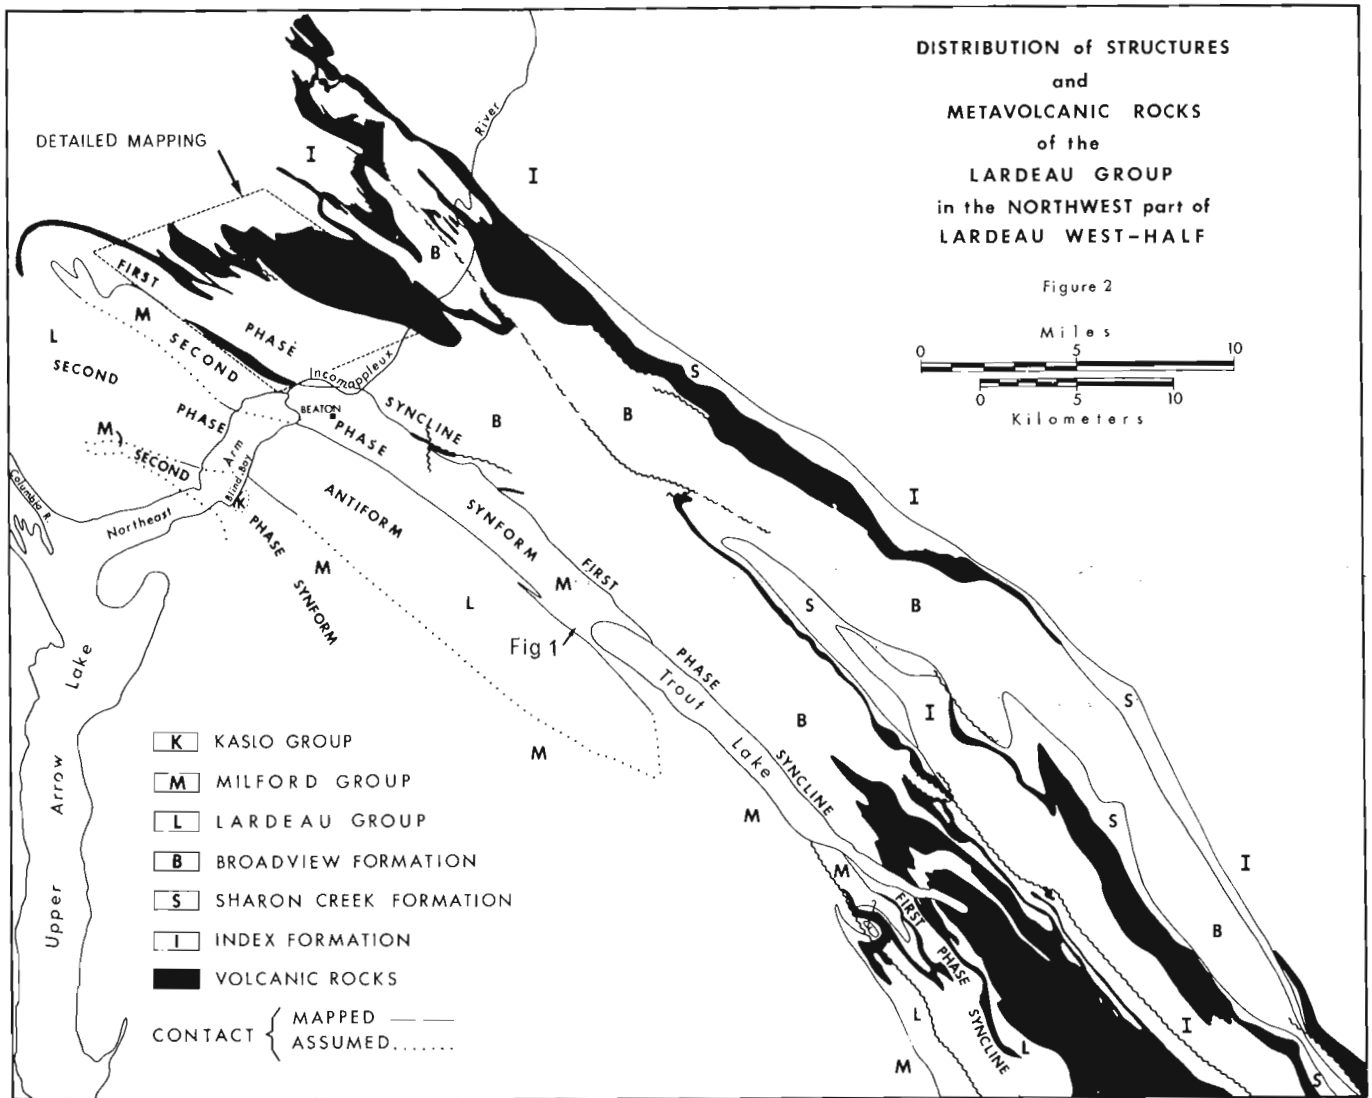 DISTRIBUTION of STRUCTURES
and
METAVOLCANIC ROCKS
of the
LARDEAU GROUP
in the NORTHWEST part of
LARDEAU WEST-HALF
Figure 2
Miles
0 5 10
0 5 10
Kilometers
DETAILED MAPPING
River
I
I
B
FIRST
PHASE
M
SECOND
L
SECOND
PHASE
Incomappleux
BEATON
PHASE
SYNCLINE
B
B
S
I
M
SECOND
Arm
Blind Bay
K
Columbia R.
Northeast
PHASE
SYNFORM
ANTIFORM
M
L
SYNFORM
M
FIRST
PHASE
SYNCLINE
Fig 1
Trout
Lake
M
M
B
S
B
I
S
S
I
B
I
S
M
FIRST
PHASE
SYNCLINE
L
L
M
Upper Arrow Lake
K KASLO GROUP
M MILFORD GROUP
L LARDEAU GROUP
B BROADVIEW FORMATION
S SHARON CREEK FORMATION
I INDEX FORMATION
VOLCANIC ROCKS
CONTACT
MAPPED
ASSUMED.......